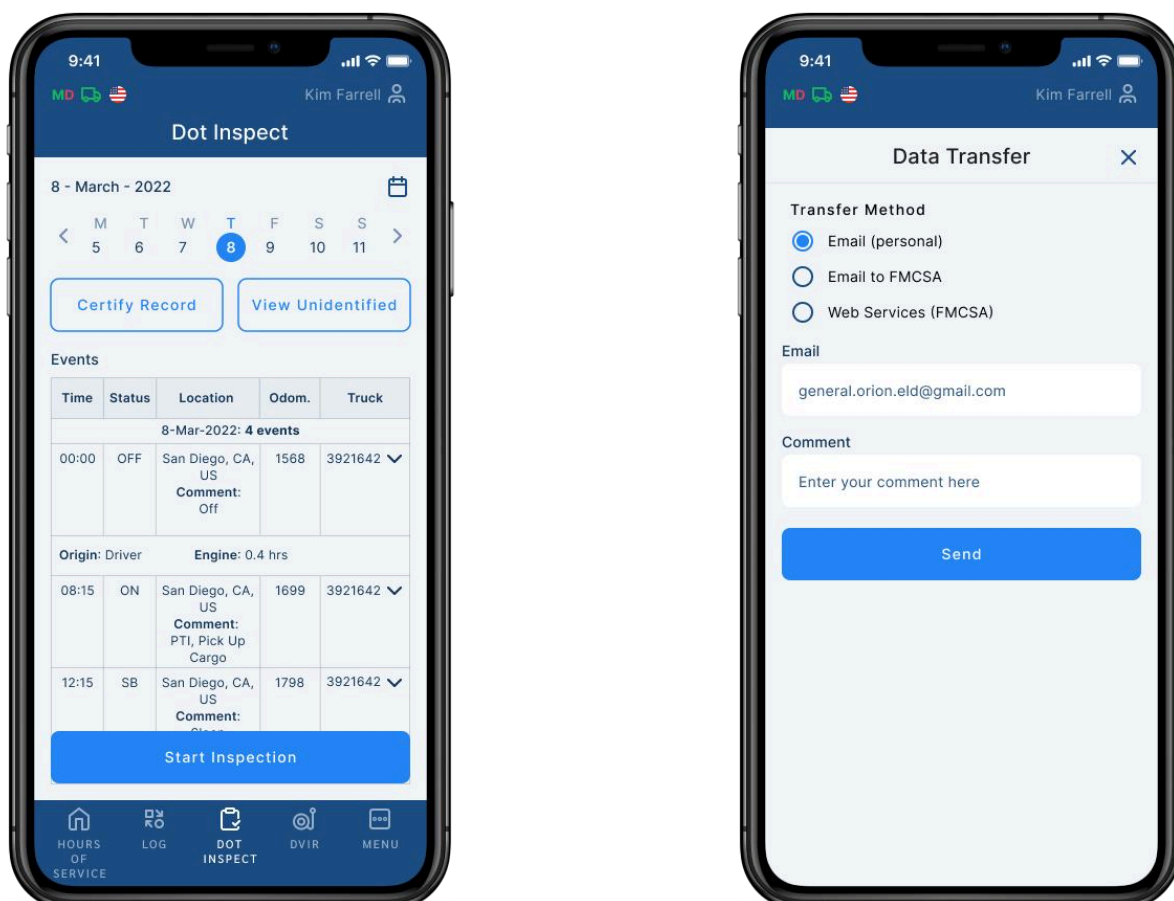 9:41
MD
Kim Farrell
Dot Inspect
8 - March - 2022
M T W T F S S
5 6 7 8 9 10 11
Certify Record
View Unidentified
Events
Time Status Location Odom. Truck
8-Mar-2022: 4 events
00:00 OFF San Diego, CA, 1568 3921642
US
Comment:
Off
Origin: Driver Engine: 0.4 hrs
08:15 ON San Diego, CA, 1699 3921642
US
Comment:
PTI, Pick Up
Cargo
12:15 SB San Diego, CA, 1798 3921642
US
Comment:
Start Inspection
HOURS
OF
SERVICE
LOG
DOT
INSPECT
DVIR
MENU
9:41
MD
Kim Farrell
Data Transfer
Transfer Method
Email (personal)
Email to FMCSA
Web Services (FMCSA)
Email
general.orion.eld@gmail.com
Comment
Enter your comment here
Send